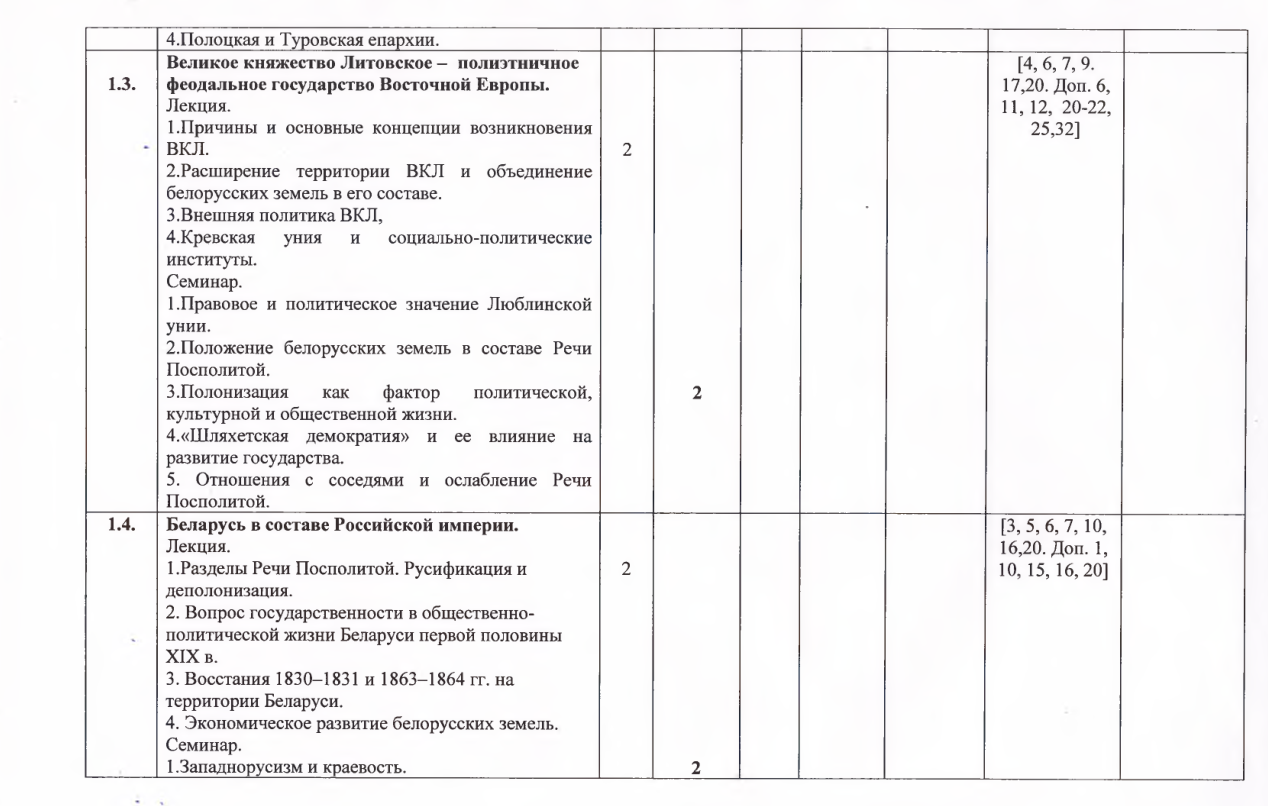 4.Полоцкая и Туровская епархии.
1.3.
Великое княжество Литовское – полиэтничное
феодальное государство Восточной Европы.
Лекция.
1.Причины и основные концепции возникновения
ВКЛ.
2.Расширение территории ВКЛ и объединение
белорусских земель в его составе.
3.Внешняя политика ВКЛ,
4.Кревская уния и социально-политические
институты.
Семинар.
1.Правовое и политическое значение Люблинской
унии.
2.Положение белорусских земель в составе Речи
Посполитой.
3.Полонизация как фактор политической,
культурной и общественной жизни.
4.«Шляхетская демократия» и ее влияние на
развитие государства.
5. Отношения с соседями и ослабление Речи
Посполитой.
2
2
[4, 6, 7, 9.
17,20. Доп. 6,
11, 12, 20-22,
25,32]
1.4.
Беларусь в составе Российской империи.
Лекция.
1.Разделы Речи Посполитой. Русификация и
деполонизация.
2. Вопрос государственности в общественно-
политической жизни Беларуси первой половины
XIX в.
3. Восстания 1830–1831 и 1863–1864 гг. на
территории Беларуси.
4. Экономическое развитие белорусских земель.
Семинар.
1.Западнорусизм и краевость.
2
2
[3, 5, 6, 7, 10,
16,20. Доп. 1,
10, 15, 16, 20]